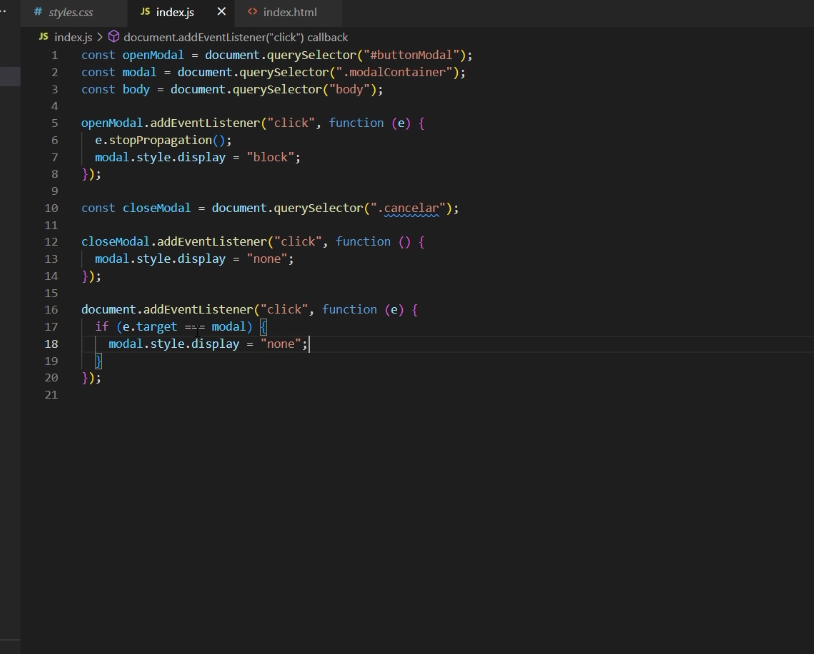 # styles.css JS index.js × <> index.html
JS index.js > document.addEventListener("click") callback
1 const openModal = document.querySelector("#buttonModal");
2 const modal = document.querySelector(".modalContainer");
3 const body = document.querySelector("body");
4
5 openModal.addEventListener("click", function (e) {
6 e.stopPropagation();
7 modal.style.display = "block";
8 });
9
10 const closeModal = document.querySelector(".cancelar");
11
12 closeModal.addEventListener("click", function () {
13 modal.style.display = "none";
14 });
15
16 document.addEventListener("click", function (e) {
17 if (e.target === modal) {
18 modal.style.display = "none";
19 }
20 });
21